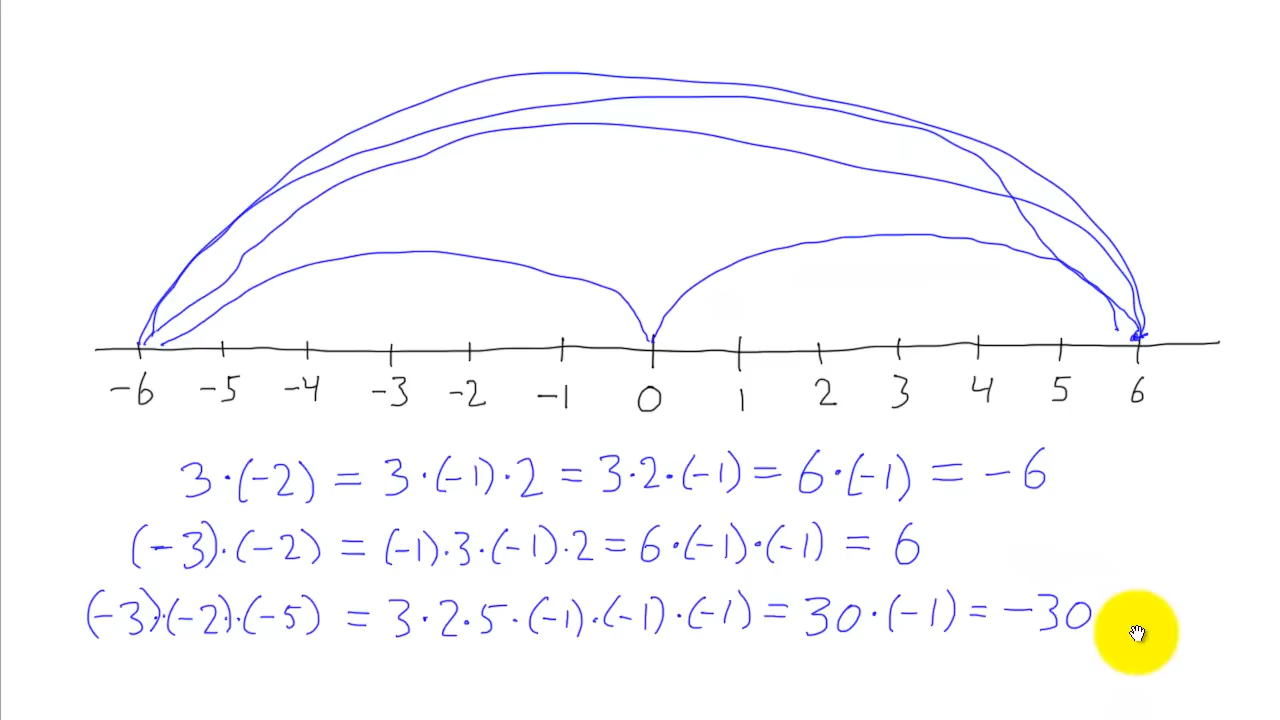 -6 -5 -4 -3 -2 -1 0 1 2 3 4 5 6
3·(-2) = 3·(-1)·2 = 3·2·(-1) = 6·(-1) = -6
(-3)·(-2) = (-1)·3·(-1)·2 = 6·(-1)·(-1) = 6
(-3)·(-2)·(-5) = 3·2·5·(-1)·(-1)·(-1) = 30·(-1) = -30